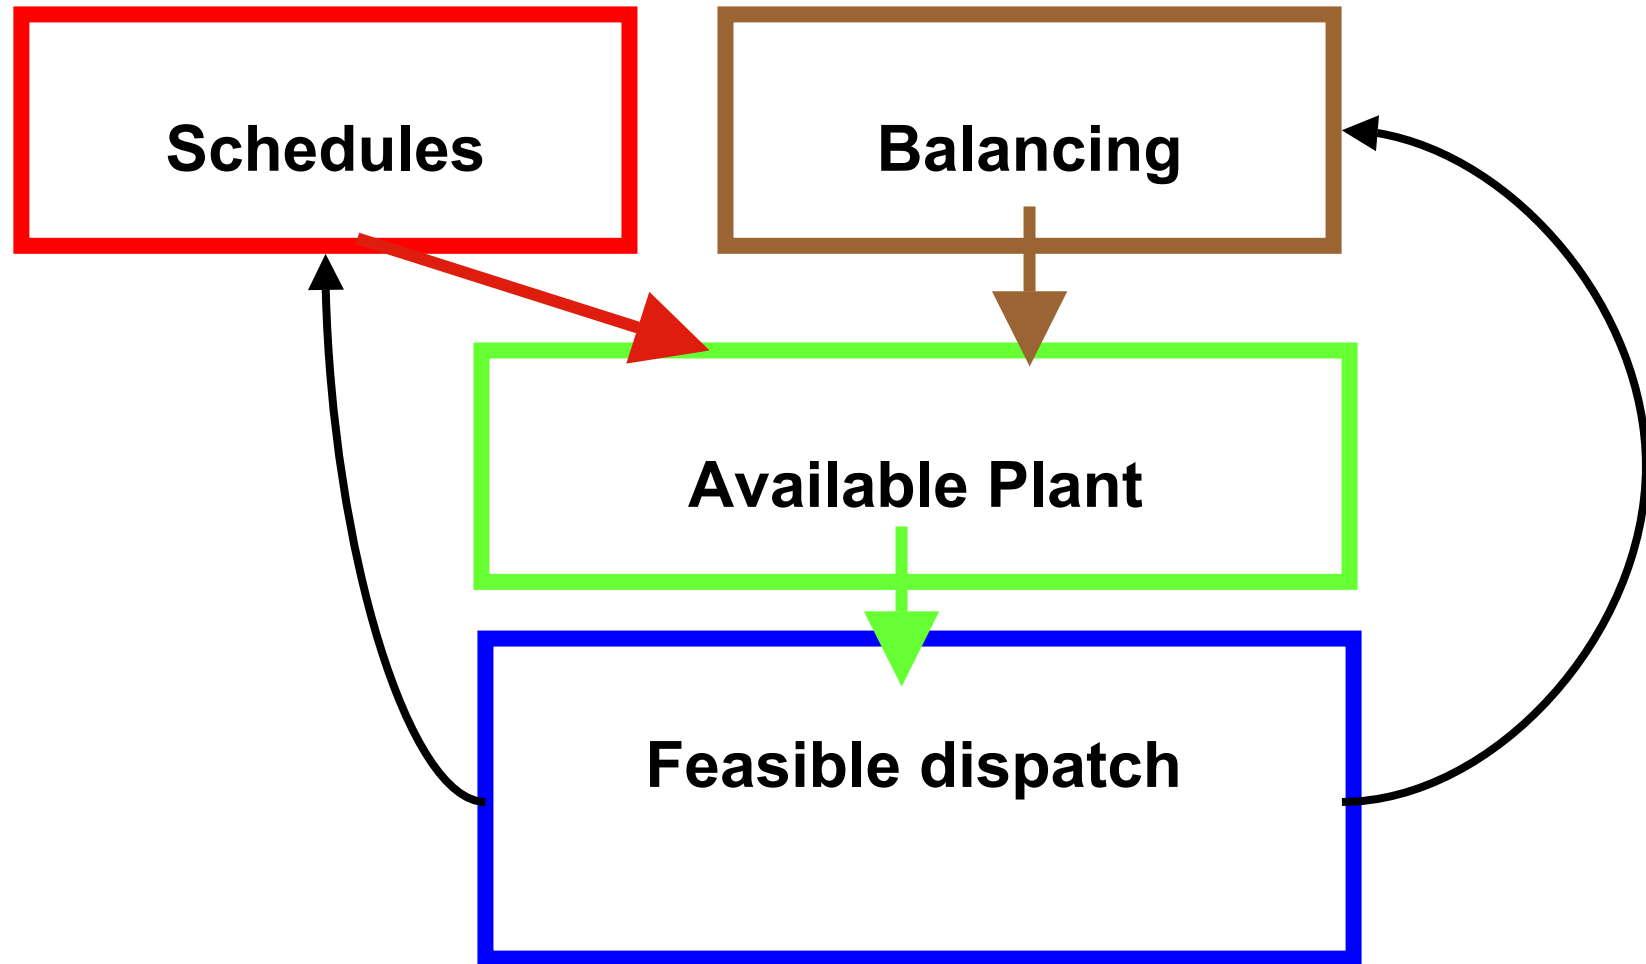 Schedules
Balancing
Available Plant
Feasible dispatch